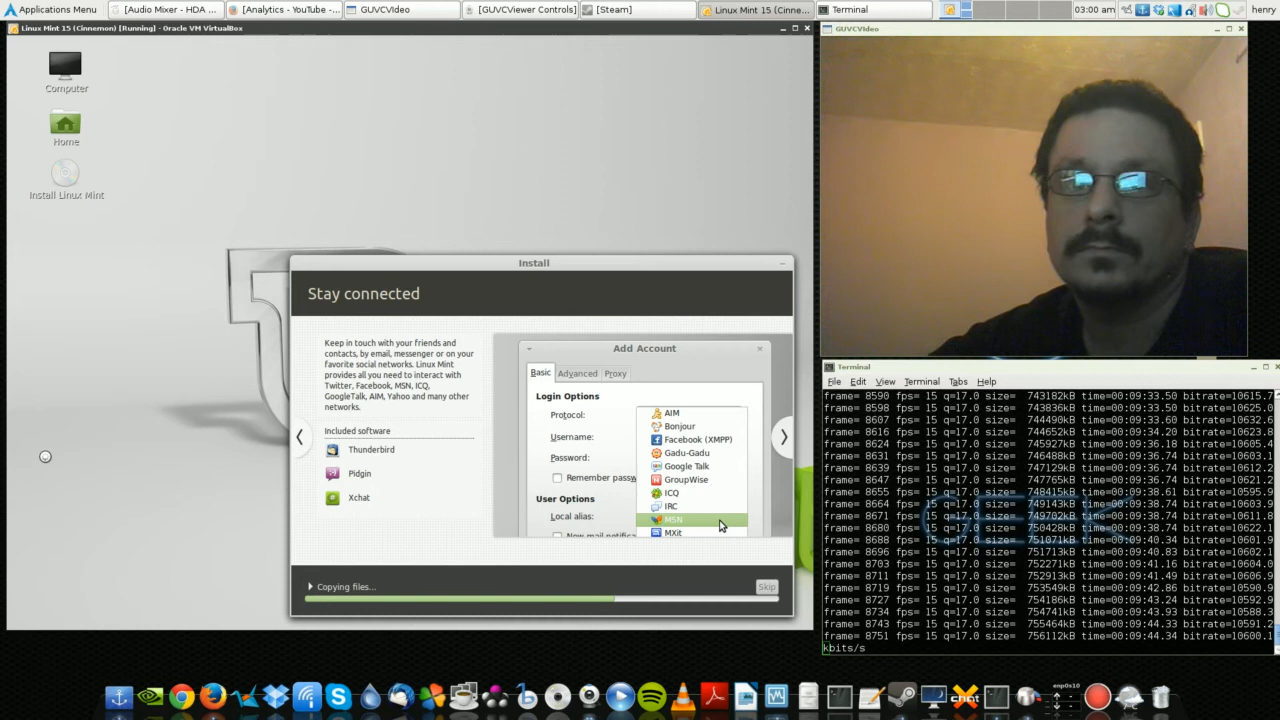 Applications Menu
[Audio Mixer - HDA ...
[Analytics - YouTube -...
GUVCVIdeo
[GUVCViewer Controls]
[Steam]
Linux Mint 15 (Cinne...
Terminal
03:00 am
henry
Linux Mint 15 (Cinnemon) [Running] - Oracle VM VirtualBox
Computer
Home
Install Linux Mint
Install
Stay connected
Keep in touch with your friends and
contacts, by email, messenger or on your
favorite social networks. Linux Mint
provides all you need to interact with
Twitter, Facebook, MSN, ICQ,
GoogleTalk, AIM, Yahoo and many other
networks.
Included software
Thunderbird
Pidgin
Xchat
Add Account
Basic
Advanced
Proxy
Login Options
Protocol:
Username:
Password:
Remember passw
User Options
Local alias:
New mail notifica
AIM
Bonjour
Facebook (XMPP)
Gadu-Gadu
Google Talk
GroupWise
ICQ
IRC
MSN
MXit
Copying files...
Skip
GUVCVideo
Terminal
File Edit View Terminal Tabs Help
frame= 8590 fps= 15 q=17.0 size= 743182kB time=00:09:33.50 bitrate=10615.7
frame= 8598 fps= 15 q=17.0 size= 743836kB time=00:09:33.50 bitrate=10625.0
frame= 8607 fps= 15 q=17.0 size= 744490kB time=00:09:33.60 bitrate=10632.6
frame= 8616 fps= 15 q=17.0 size= 744652kB time=00:09:34.20 bitrate=10623.8
frame= 8624 fps= 15 q=17.0 size= 745927kB time=00:09:36.18 bitrate=10605.4
frame= 8631 fps= 15 q=17.0 size= 746488kB time=00:09:36.74 bitrate=10603.1
frame= 8639 fps= 15 q=17.0 size= 747129kB time=00:09:36.74 bitrate=10612.2
frame= 8647 fps= 15 q=17.0 size= 747765kB time=00:09:36.74 bitrate=10621.2
frame= 8655 fps= 15 q=17.0 size= 748415kB time=00:09:38.61 bitrate=10595.9
frame= 8664 fps= 15 q=17.0 size= 749143kB time=00:09:38.74 bitrate=10603.9
frame= 8671 fps= 15 q=17.0 size= 749702kB time=00:09:38.74 bitrate=10611.8
frame= 8680 fps= 15 q=17.0 size= 750428kB time=00:09:38.74 bitrate=10622.1
frame= 8688 fps= 15 q=17.0 size= 751071kB time=00:09:40.34 bitrate=10601.9
frame= 8696 fps= 15 q=17.0 size= 751713kB time=00:09:40.83 bitrate=10602.1
frame= 8703 fps= 15 q=17.0 size= 752271kB time=00:09:41.16 bitrate=10604.0
frame= 8711 fps= 15 q=17.0 size= 752913kB time=00:09:41.49 bitrate=10606.9
frame= 8719 fps= 15 q=17.0 size= 753549kB time=00:09:42.86 bitrate=10590.9
frame= 8727 fps= 15 q=17.0 size= 754186kB time=00:09:43.24 bitrate=10592.9
frame= 8734 fps= 15 q=17.0 size= 754741kB time=00:09:43.93 bitrate=10588.3
frame= 8743 fps= 15 q=17.0 size= 755464kB time=00:09:44.33 bitrate=10591.2
frame= 8751 fps= 15 q=17.0 size= 756112kB time=00:09:44.34 bitrate=10600.1
kbits/s
GEEK
chat
enp0s10